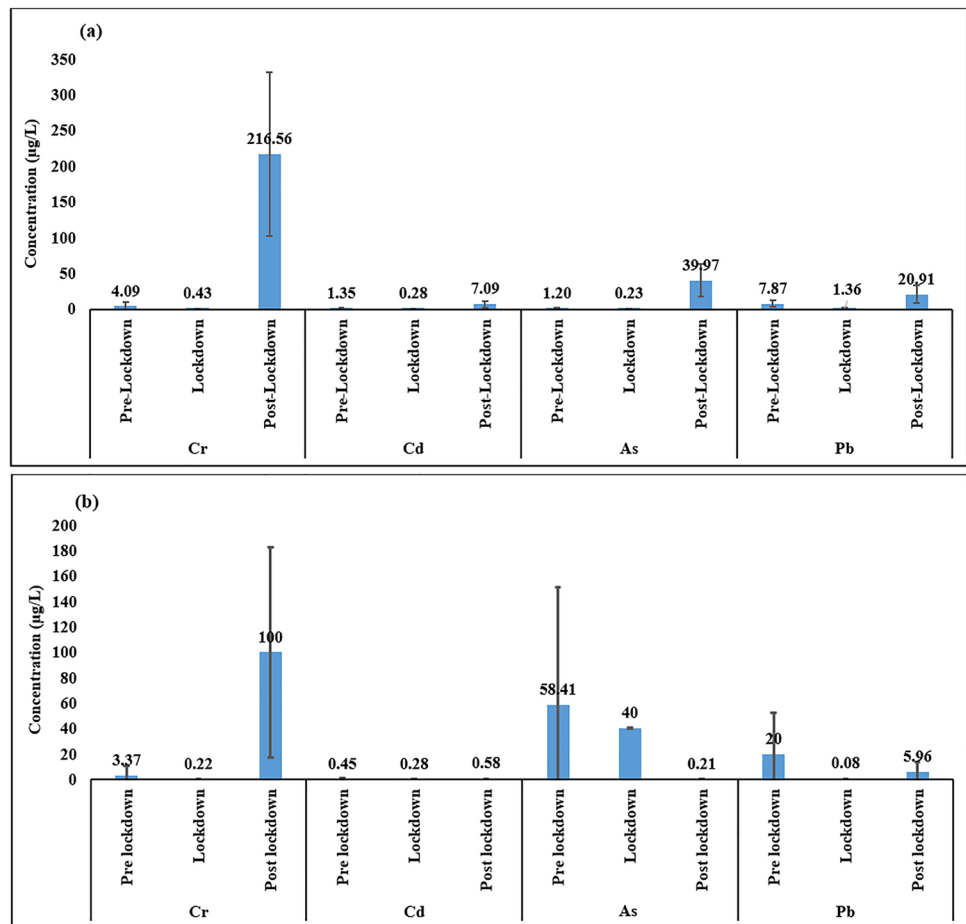 (a)
Concentration (µg/L)
350
300
250
200
150
100
50
0
4.09
0.43
216.56
1.35
0.28
7.09
1.20
0.23
39.97
7.87
1.36
20.91
Pre-Lockdown
Lockdown
Post-Lockdown
Pre-Lockdown
Lockdown
Post-Lockdown
Pre-Lockdown
Lockdown
Post-Lockdown
Pre-Lockdown
Lockdown
Post-Lockdown
Cr
Cd
As
Pb
(b)
Concentration (µg/L)
200
180
160
140
120
100
80
60
40
20
0
3.37
0.22
100
0.45
0.28
0.58
58.41
40
0.21
20
0.08
5.96
Pre lockdown
Lockdown
Post lockdown
Pre lockdown
Lockdown
Post lockdown
Pre lockdown
Lockdown
Post lockdown
Pre lockdown
Lockdown
Post lockdown
Cr
Cd
As
Pb